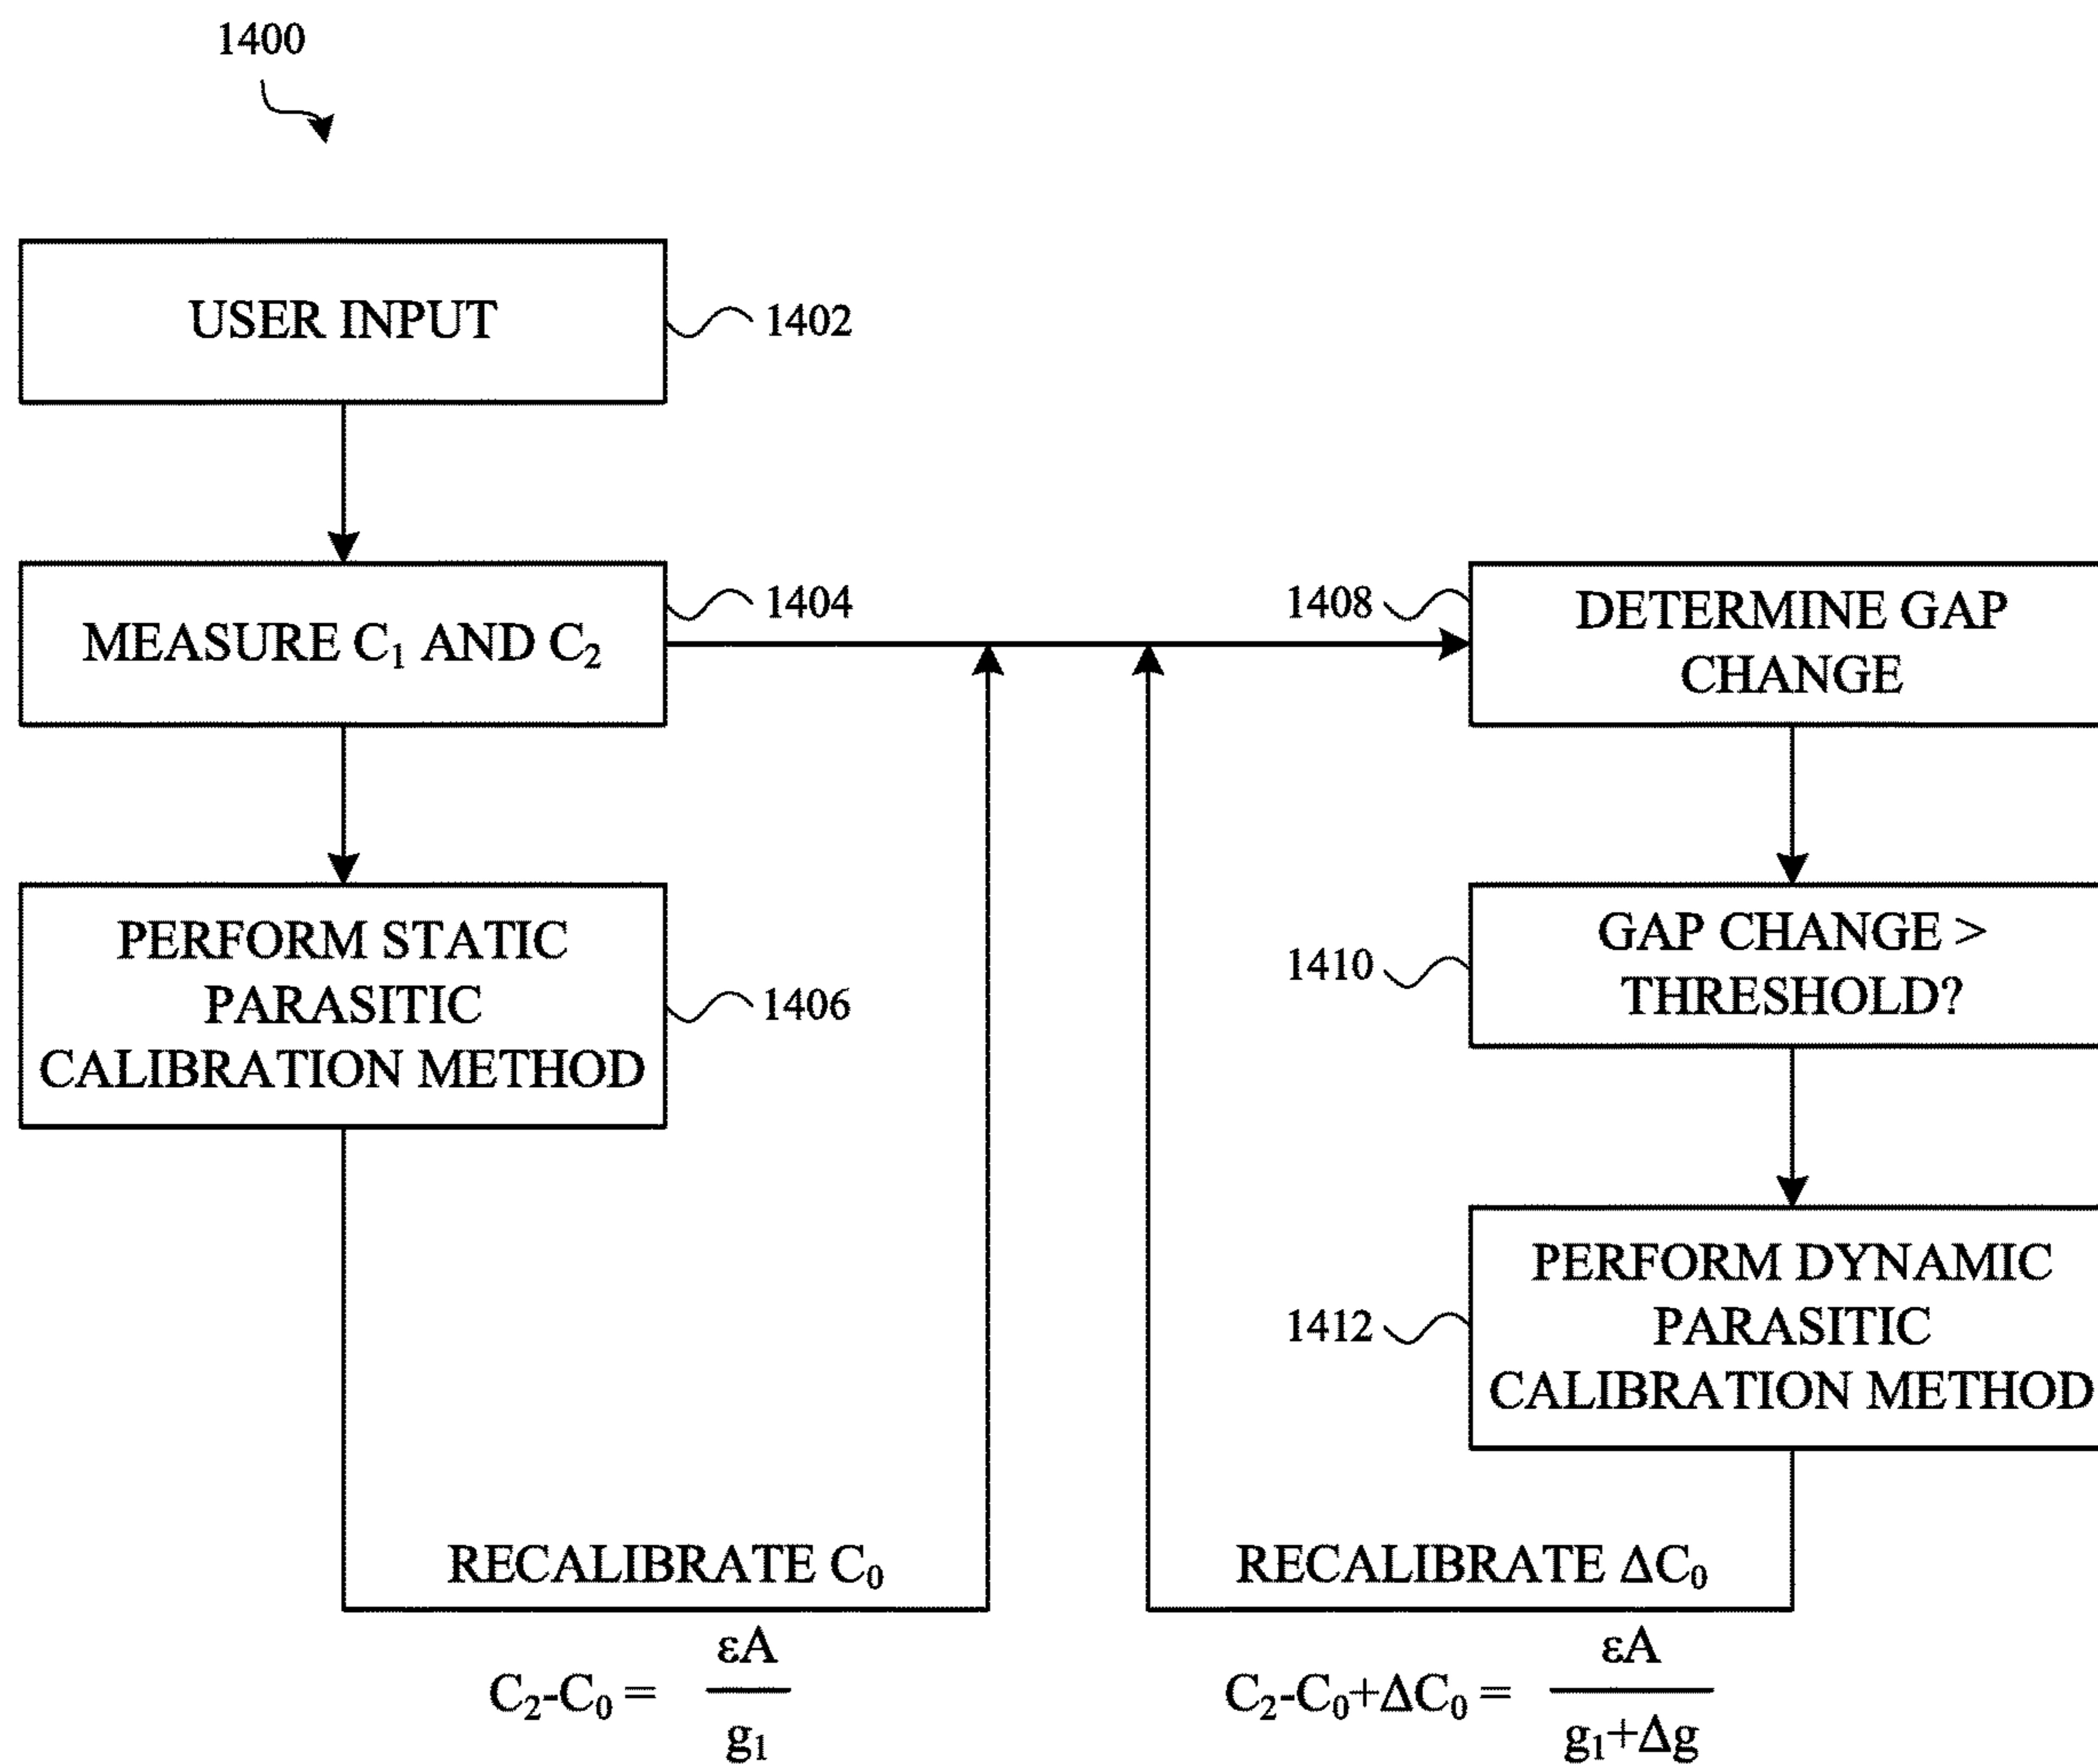 1400
USER INPUT
1402
MEASURE C₁ AND C₂
1404
1408
DETERMINE GAP
CHANGE
PERFORM STATIC
PARASITIC
CALIBRATION METHOD
1406
1410
GAP CHANGE >
THRESHOLD?
1412
PERFORM DYNAMIC
PARASITIC
CALIBRATION METHOD
RECALIBRATE C₀
RECALIBRATE ΔC₀
C₂-C₀ = εA / g₁
C₂-C₀+ΔC₀ = εA / g₁+Δg